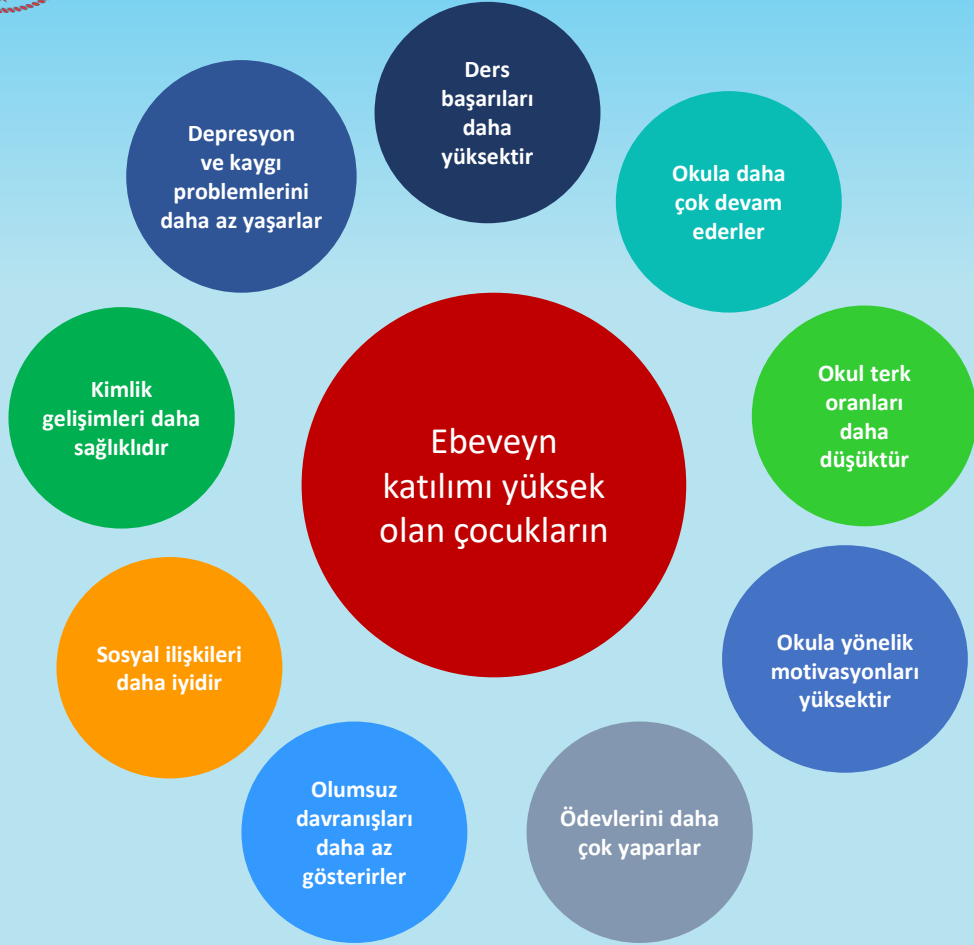 Ders
başarıları
daha
yüksektir
Depresyon
ve kaygı
problemlerini
daha az yaşarlar
Okula daha
çok devam
ederler
Kimlik
gelişimleri daha
sağlıklıdır
Ebeveyn
katılımı yüksek
olan çocukların
Okul terk
oranları
daha
düşüktür
Sosyal ilişkileri
daha iyidir
Okula yönelik
motivasyonları
yüksektir
Olumsuz
davranışları
daha az
gösterirler
Ödevlerini daha
çok yaparlar